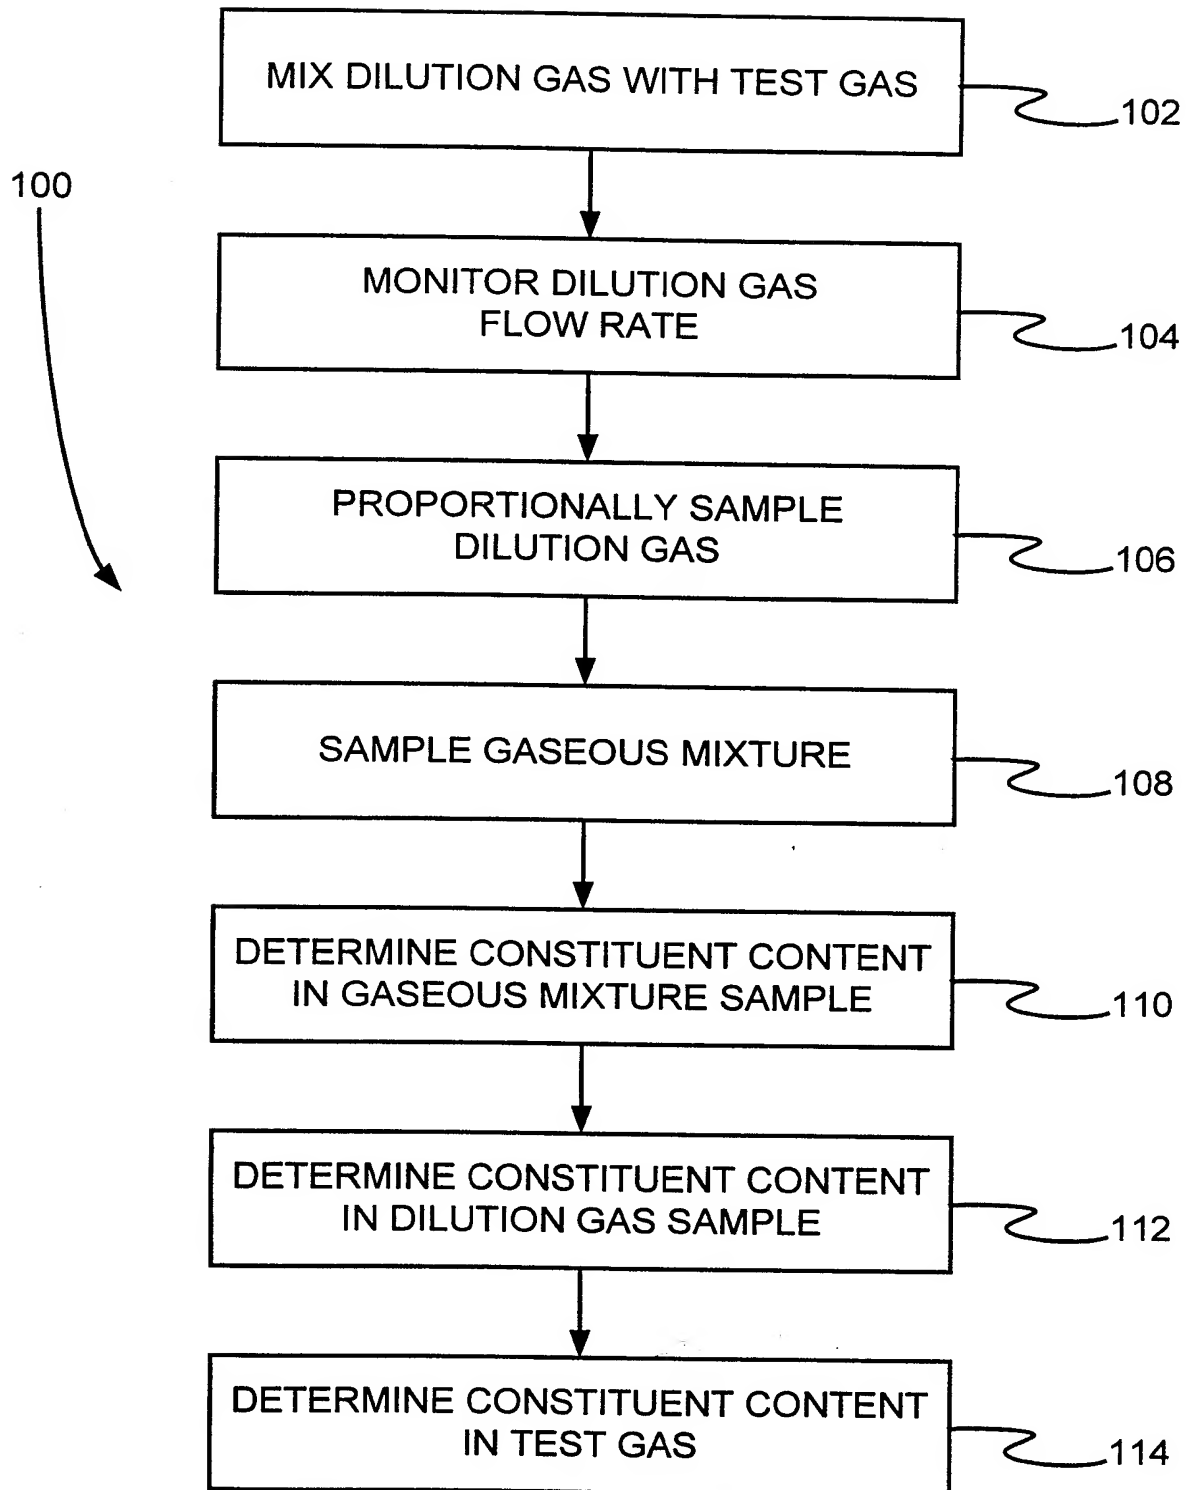 MIX DILUTION GAS WITH TEST GAS
102
100
MONITOR DILUTION GAS
FLOW RATE
104
PROPORTIONALLY SAMPLE
DILUTION GAS
106
SAMPLE GASEOUS MIXTURE
108
DETERMINE CONSTITUENT CONTENT
IN GASEOUS MIXTURE SAMPLE
110
DETERMINE CONSTITUENT CONTENT
IN DILUTION GAS SAMPLE
112
DETERMINE CONSTITUENT CONTENT
IN TEST GAS
114